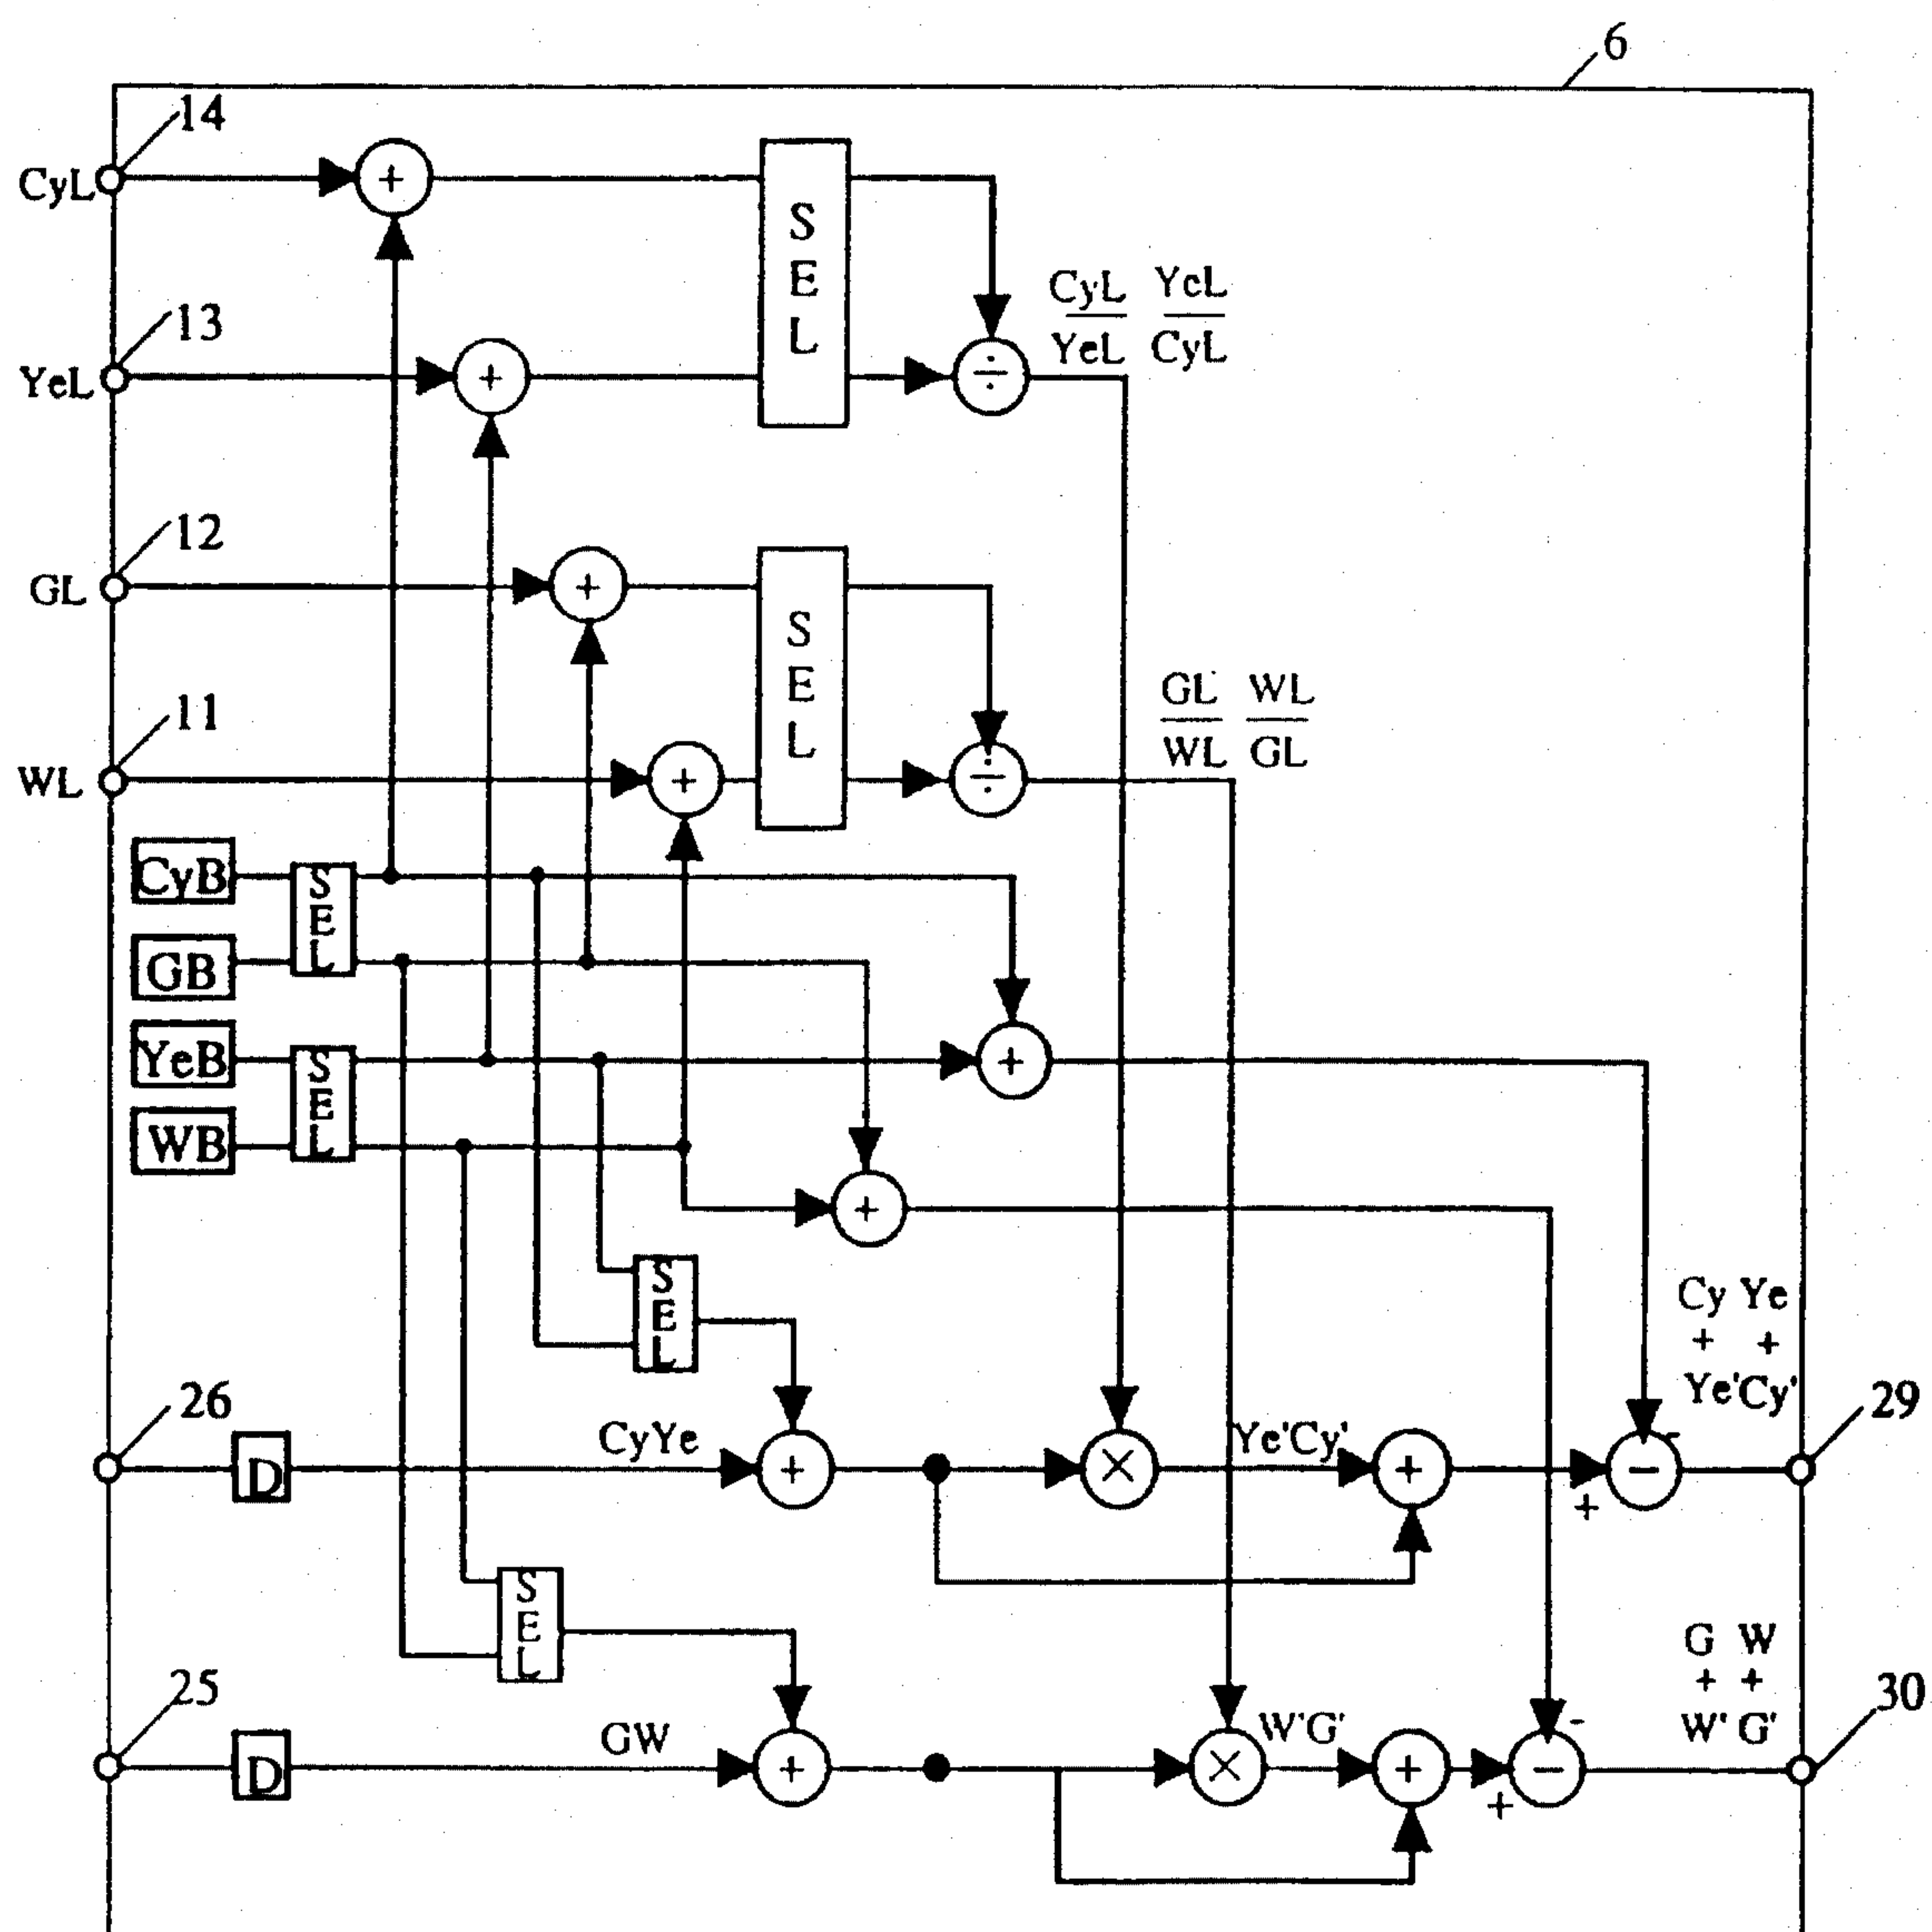 6
14
CyL
+
SEL
CyL YeL
YeL CyL
13
YeL
+
÷
12
GL
+
SEL
GL WL
WL GL
11
WL
+
÷
CyB
SEL
GB
YeB
SEL
+
WB
+
SEL
Cy Ye
+ +
Ye'Cy'
26
29
D
CyYe
+
×
Ye'Cy'
+
+
-
−
SEL
G W
+ +
W' G'
25
30
D
GW
+
×
W'G'
+
+
-
−